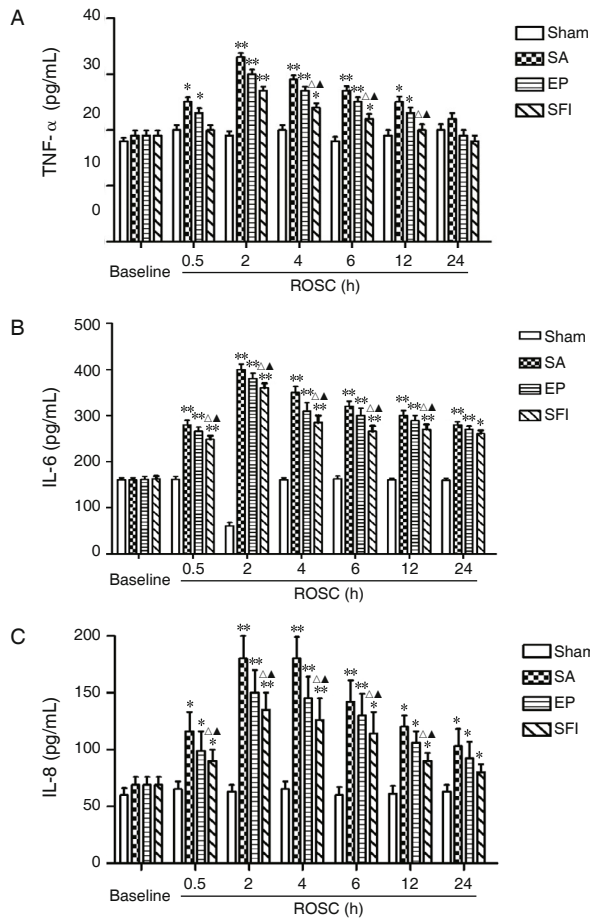 A
TNF-α (pg/mL)
40
30
20
10
0
* *
** ** **
** ** △▲ *
** ** △▲ *
* * △▲
Baseline 0.5 2 4 6 12 24
ROSC (h)
Sham
SA
EP
SFI
B
IL-6 (pg/mL)
500
400
300
200
100
0
** ** △▲ **
** ** △▲ **
** ** △▲ **
** ** △▲ **
** ** △▲ **
** ** *
Baseline 0.5 2 4 6 12 24
ROSC (h)
Sham
SA
EP
SFI
C
IL-8 (pg/mL)
200
150
100
50
0
* * △▲ *
** ** △▲ **
** ** △▲ **
** ** △▲ *
* * △▲ *
* * *
Baseline 0.5 2 4 6 12 24
ROSC (h)
Sham
SA
EP
SFI